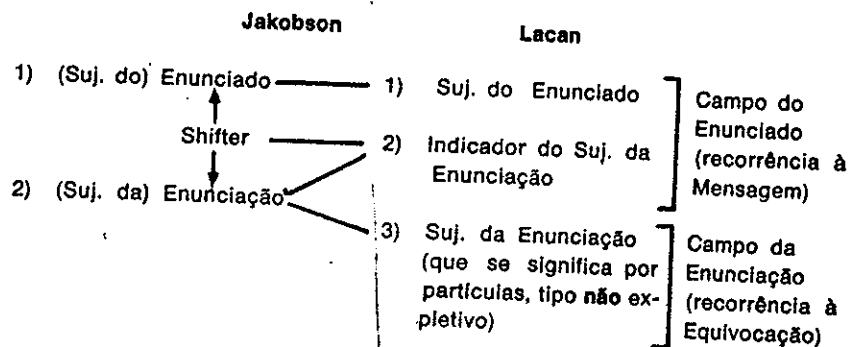 Jakobson
Lacan
1) (Suj. do) Enunciado
Shifter
2) (Suj. da) Enunciação
1) Suj. do Enunciado
2) Indicador do Suj. da
Enunciação
3) Suj. da Enunciação
(que se significa por
partículas, tipo não ex-
pletivo)
Campo do
Enunciado
(recorrência à
Mensagem)
Campo da
Enunciação
(recorrência à
Equivocação)